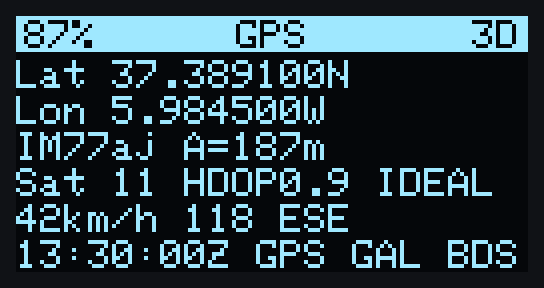 87% GPS 3D
Lat 37.389100N
Lon 5.984500W
IM77aj A=187m
Sat 11 HDOP0.9 IDEAL
42km/h 118 ESE
13:30:00Z GPS GAL BDS